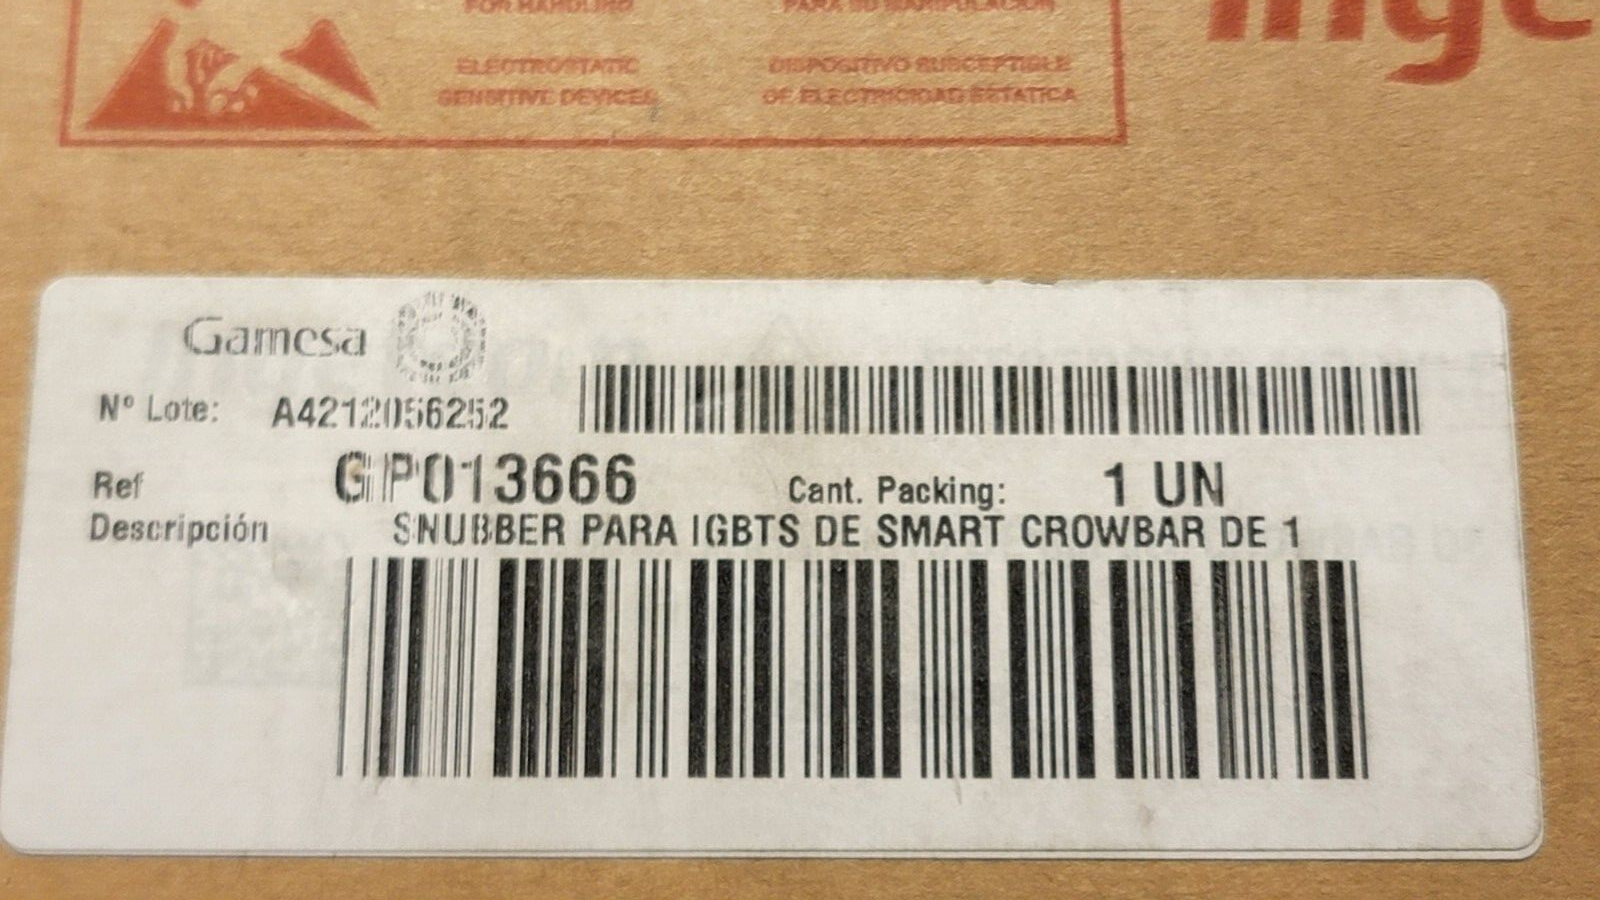 FOR HANDLING
PARA SU MANIPULACION
ELECTROSTATIC
SENSITIVE DEVICES
DISPOSITIVO SUSCEPTIBLE
DE ELECTRICIDAD ESTATICA
Gamesa
Nº Lote: A4212056252
Ref GP013666 Cant. Packing: 1 UN
Descripción SNUBBER PARA IGBTS DE SMART CROWBAR DE 1